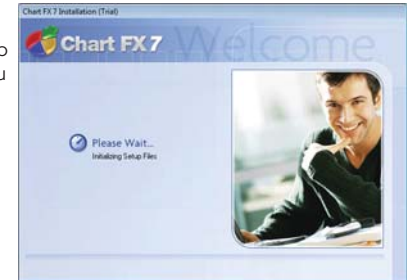 Chart FX 7 Installation (Trial)
Chart FX 7
Welcome
o
u
Please Wait...
Initializing Setup Files